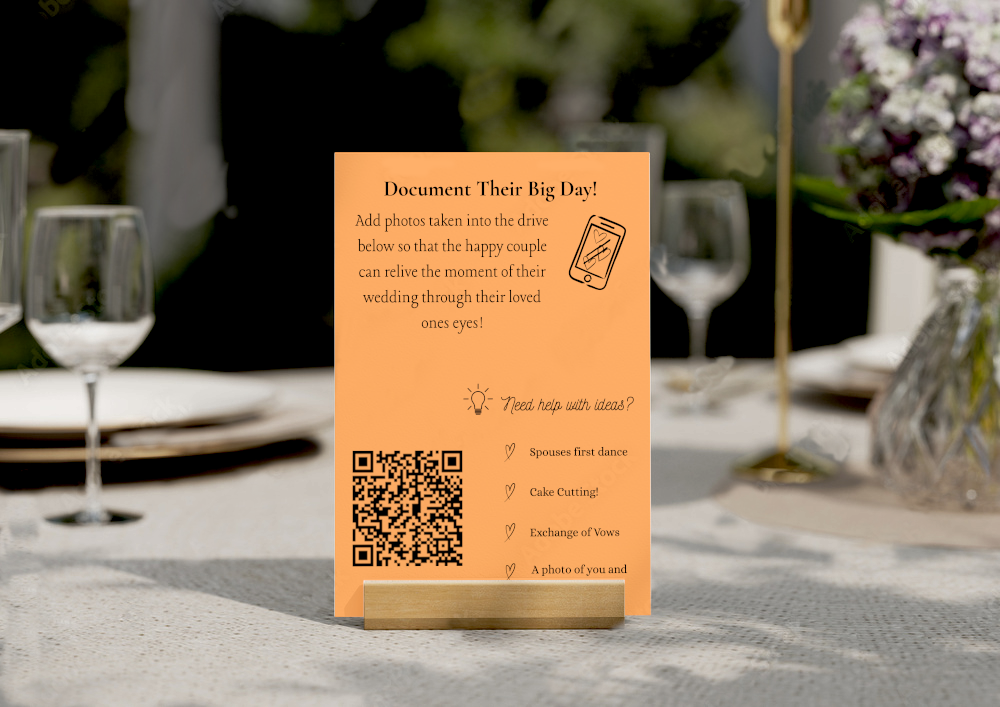 Document Their Big Day!
Add photos taken into the drive
below so that the happy couple
can relive the moment of their
wedding through their loved
ones eyes!
Need help with ideas?
Spouses first dance
Cake Cutting!
Exchange of Vows
A photo of you and